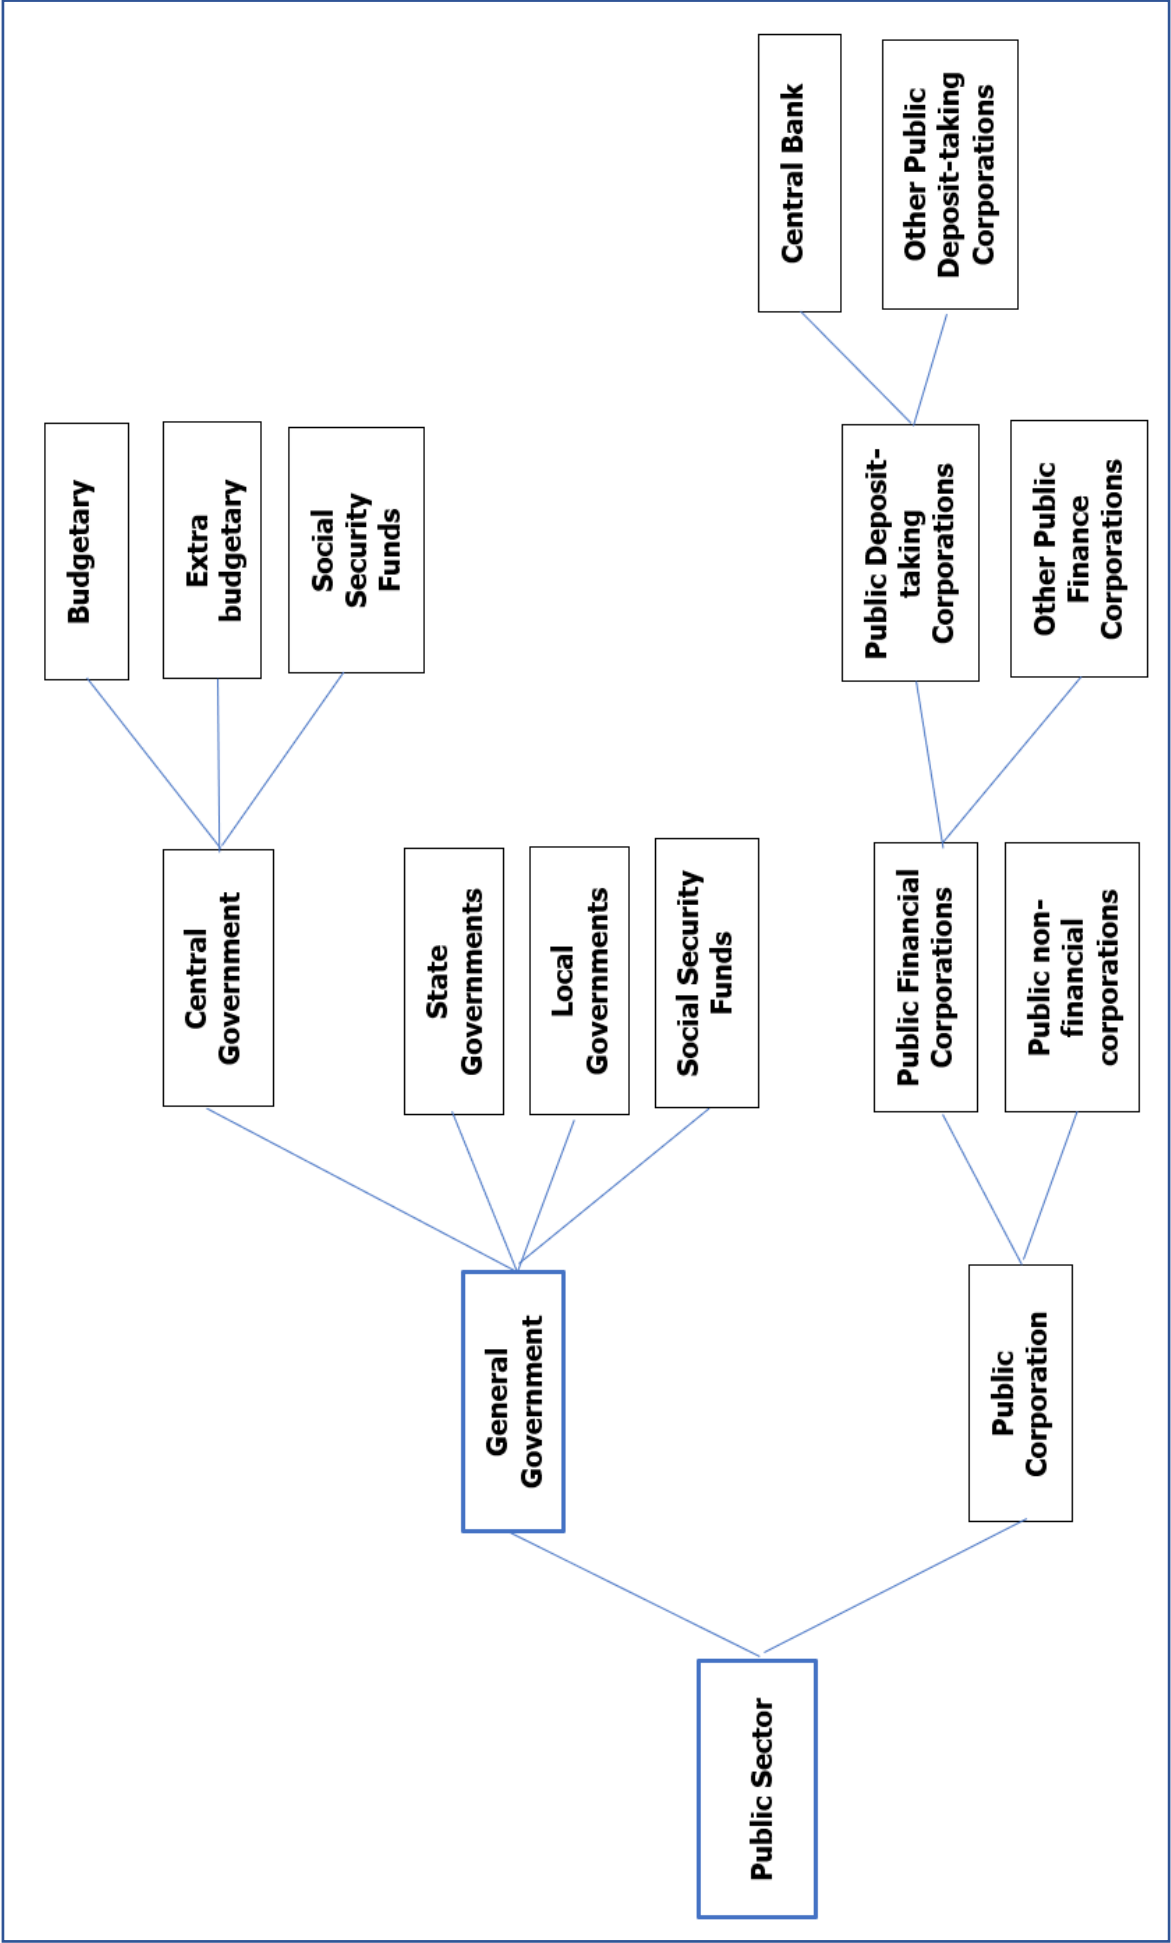 Public Sector
General
Government
Public
Corporation
Central
Government
State
Governments
Local
Governments
Social Security
Funds
Public Financial
Corporations
Public non-
financial
corporations
Budgetary
Extra
budgetary
Social
Security
Funds
Public Deposit-
taking
Corporations
Other Public
Finance
Corporations
Central Bank
Other Public
Deposit-taking
Corporations